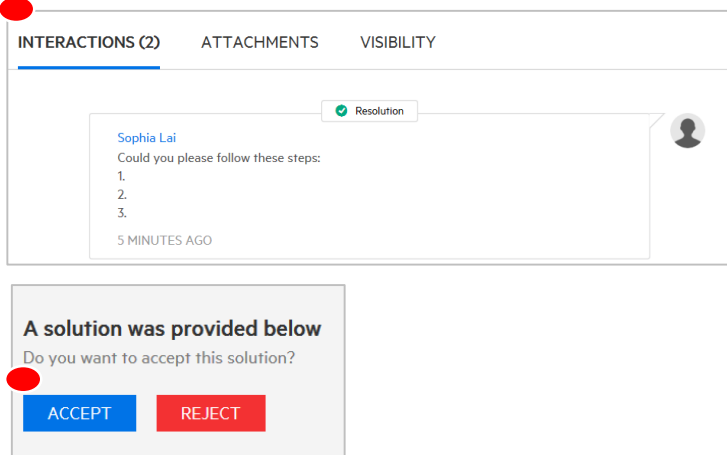 INTERACTIONS (2) ATTACHMENTS VISIBILITY
Resolution
Sophia Lai
Could you please follow these steps:
1.
2.
3.
5 MINUTES AGO
A solution was provided below
Do you want to accept this solution?
ACCEPT REJECT